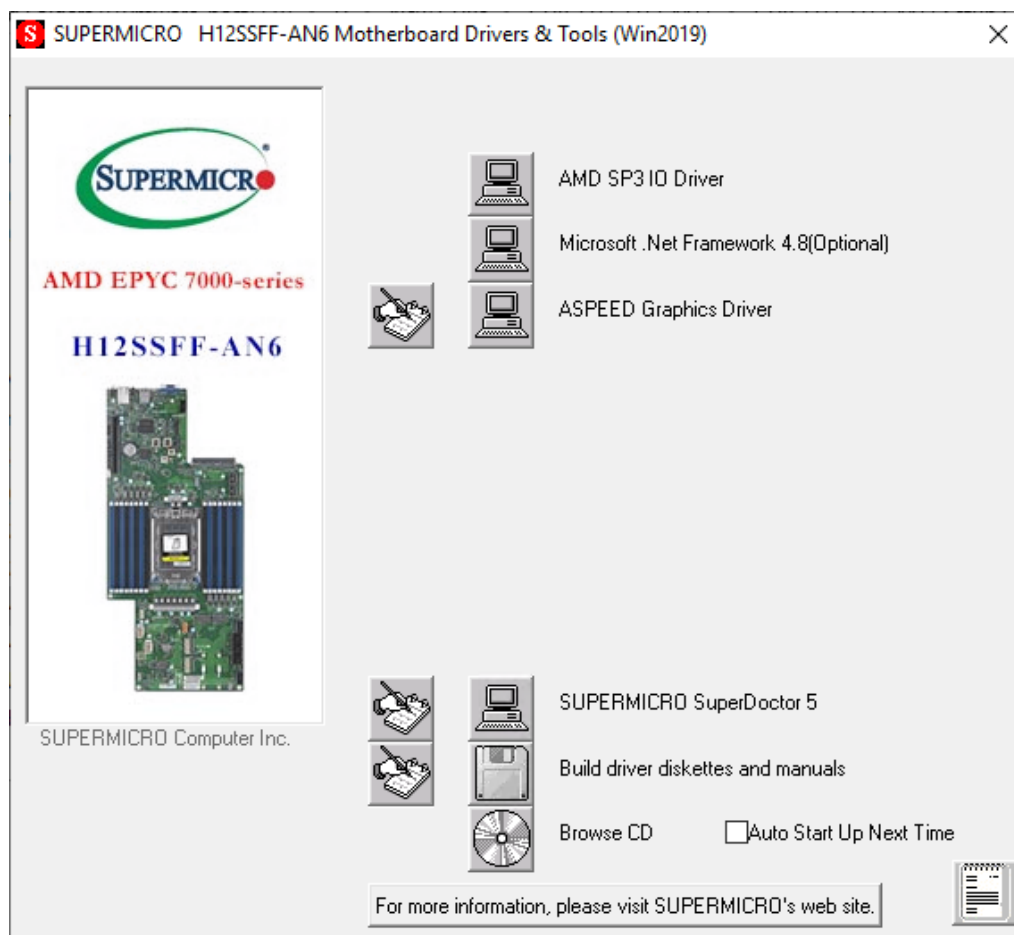 S SUPERMICRO H12SSFF-AN6 Motherboard Drivers & Tools (Win2019)
SUPERMICRO
AMD EPYC 7000-series
H12SSFF-AN6
SUPERMICRO Computer Inc.
AMD SP3 IO Driver
Microsoft .Net Framework 4.8(Optional)
ASPEED Graphics Driver
SUPERMICRO SuperDoctor 5
Build driver diskettes and manuals
Browse CD Auto Start Up Next Time
For more information, please visit SUPERMICRO's web site.